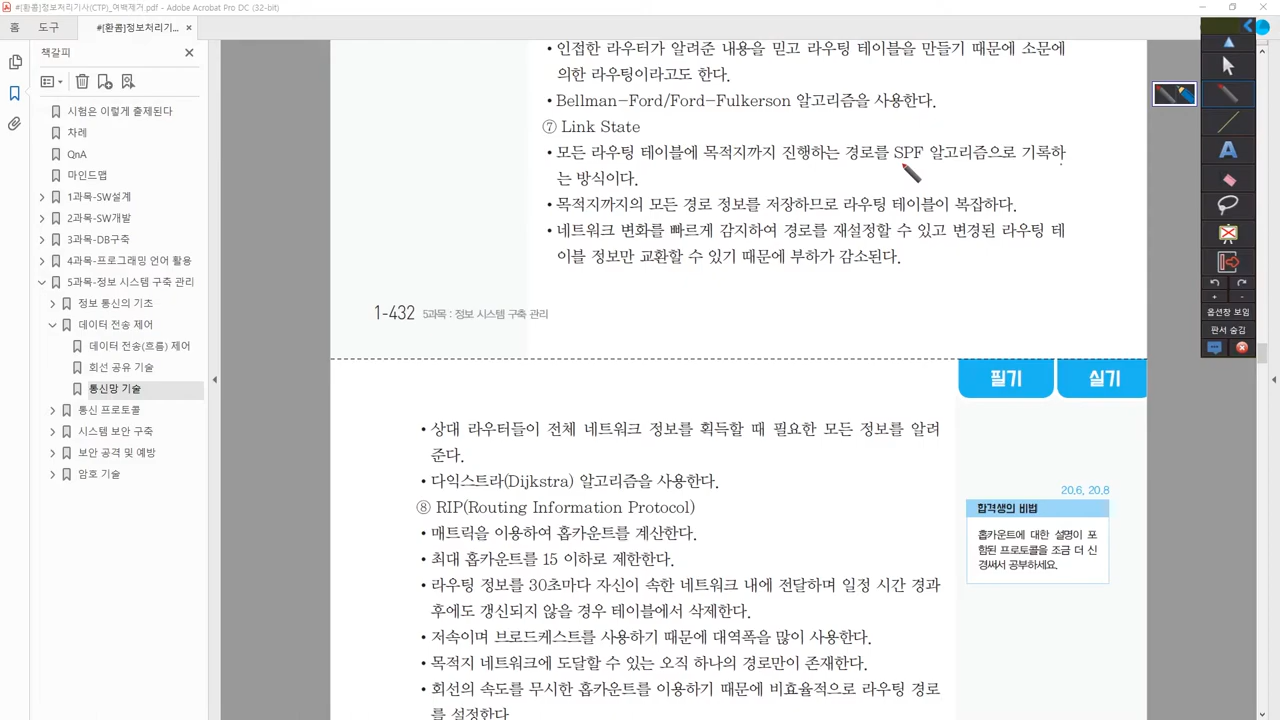 #[환쏨]정보처리기사(CTP)_여백제거.pdf - Adobe Acrobat Pro DC (32-bit)
홈
도구
#[환쏨]정보처리기...
책갈피
시험은 이렇게 출제된다
차례
QnA
마인드맵
1과목-SW설계
2과목-SW개발
3과목-DB구축
4과목-프로그래밍 언어 활용
5과목-정보 시스템 구축 관리
정보 통신의 기초
데이터 전송 제어
데이터 전송(흐름) 제어
회선 공유 기술
통신망 기술
통신 프로토콜
시스템 보안 구축
보안 공격 및 예방
암호 기술
• 인접한 라우터가 알려준 내용을 믿고 라우팅 테이블을 만들기 때문에 소문에
의한 라우팅이라고도 한다.
• Bellman-Ford/Ford-Fulkerson 알고리즘을 사용한다.
⑦ Link State
• 모든 라우팅 테이블에 목적지까지 진행하는 경로를 SPF 알고리즘으로 기록하
는 방식이다.
• 목적지까지의 모든 경로 정보를 저장하므로 라우팅 테이블이 복잡하다.
• 네트워크 변화를 빠르게 감지하여 경로를 재설정할 수 있고 변경된 라우팅 테
이블 정보만 교환할 수 있기 때문에 부하가 감소된다.
1-432 5과목 : 정보 시스템 구축 관리
필기
실기
• 상대 라우터들이 전체 네트워크 정보를 획득할 때 필요한 모든 정보를 알려
준다.
• 다익스트라(Dijkstra) 알고리즘을 사용한다.
⑧ RIP(Routing Information Protocol)
• 매트릭을 이용하여 홉카운트를 계산한다.
• 최대 홉카운트를 15 이하로 제한한다.
• 라우팅 정보를 30초마다 자신이 속한 네트워크 내에 전달하며 일정 시간 경과
후에도 갱신되지 않을 경우 테이블에서 삭제한다.
• 저속이며 브로드케스트를 사용하기 때문에 대역폭을 많이 사용한다.
• 목적지 네트워크에 도달할 수 있는 오직 하나의 경로만이 존재한다.
• 회선의 속도를 무시한 홉카운트를 이용하기 때문에 비효율적으로 라우팅 경로
를 설정한다
20.6, 20.8
합격생의 비법
홉카운트에 대한 설명이 포
함된 프로토콜을 조금 더 신
경써서 공부하세요.
A
+ -
옵션창 보임
판서 숨김